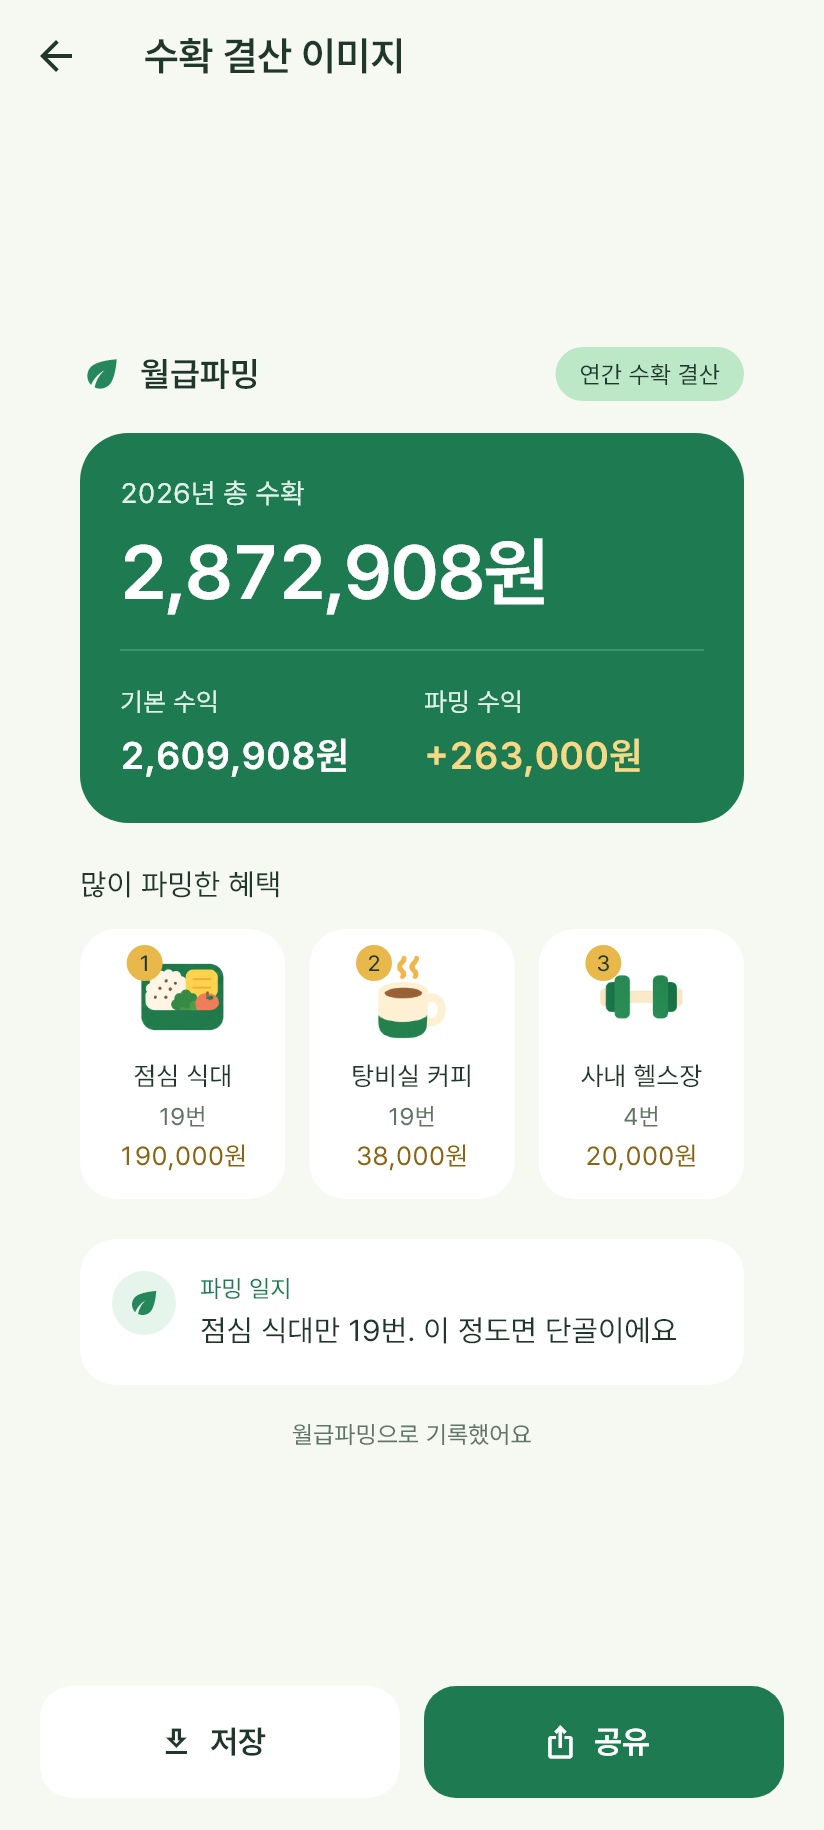 수확 결산 이미지
월급파밍
연간 수확 결산
2026년 총 수확
2,872,908원
기본 수익
파밍 수익
2,609,908원
+263,000원
많이 파밍한 혜택
1
2
3
점심 식대
탕비실 커피
사내 헬스장
19번
19번
4번
190,000원
38,000원
20,000원
파밍 일지
점심 식대만 19번. 이 정도면 단골이에요
월급파밍으로 기록했어요
저장
공유